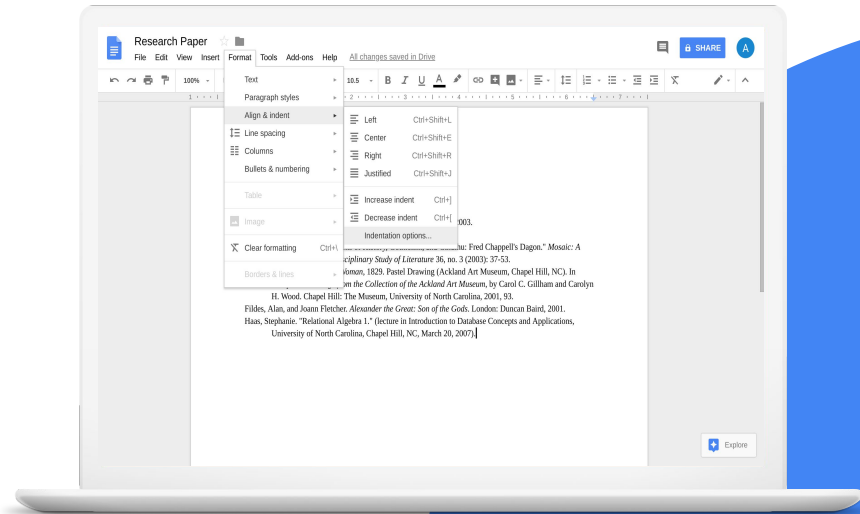 Research Paper
File Edit View Insert Format Tools Add-ons Help All changes saved in Drive
SHARE
A
100% 10.5 B I U A
1 2 3 4 5 6 7
Text
Paragraph styles
Align & indent
Line spacing
Columns
Bullets & numbering
Table
Image
Clear formatting Ctrl+\
Borders & lines
Left Ctrl+Shift+L
Center Ctrl+Shift+E
Right Ctrl+Shift+R
Justified Ctrl+Shift+J
Increase indent Ctrl+]
Decrease indent Ctrl+[
Indentation options...
2003.
Fred Chappell's Dagon." Mosaic: A
Study of Literature 36, no. 3 (2003): 37-53.
1829. Pastel Drawing (Ackland Art Museum, Chapel Hill, NC). In
the Collection of the Ackland Art Museum, by Carol C. Gillham and Carolyn
H. Wood. Chapel Hill: The Museum, University of North Carolina, 2001, 93.
Fildes, Alan, and Joann Fletcher. Alexander the Great: Son of the Gods. London: Duncan Baird, 2001.
Haas, Stephanie. "Relational Algebra 1." (lecture in Introduction to Database Concepts and Applications,
University of North Carolina, Chapel Hill, NC, March 20, 2007).
Explore